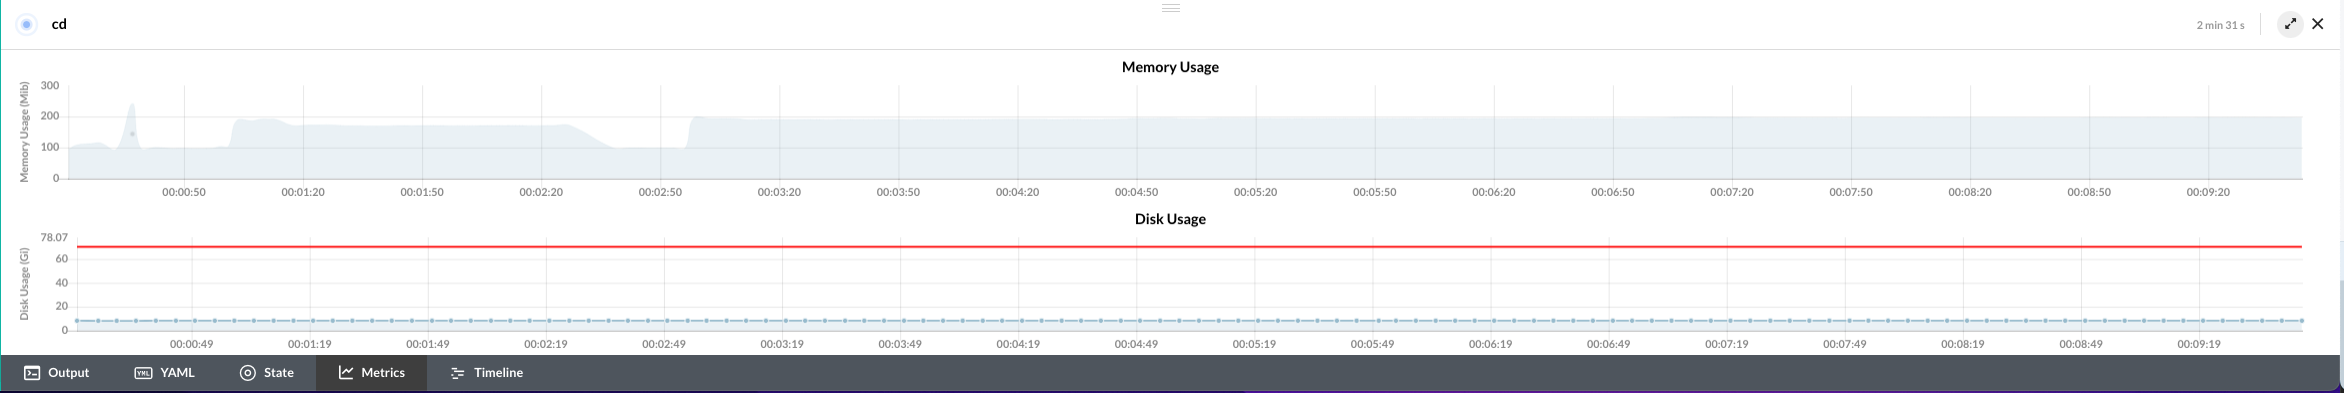 cd
2 min 31 s
Memory Usage
Memory Usage (Mib)
300
200
100
0
00:00:50 00:01:20 00:01:50 00:02:20 00:02:50 00:03:20 00:03:50 00:04:20 00:04:50 00:05:20 00:05:50 00:06:20 00:06:50 00:07:20 00:07:50 00:08:20 00:08:50 00:09:20
Disk Usage
Disk Usage (Gi)
78.07
60
40
20
0
00:00:49 00:01:19 00:01:49 00:02:19 00:02:49 00:03:19 00:03:49 00:04:19 00:04:49 00:05:19 00:05:49 00:06:19 00:06:49 00:07:19 00:07:49 00:08:19 00:08:49 00:09:19
Output YML YAML State Metrics Timeline